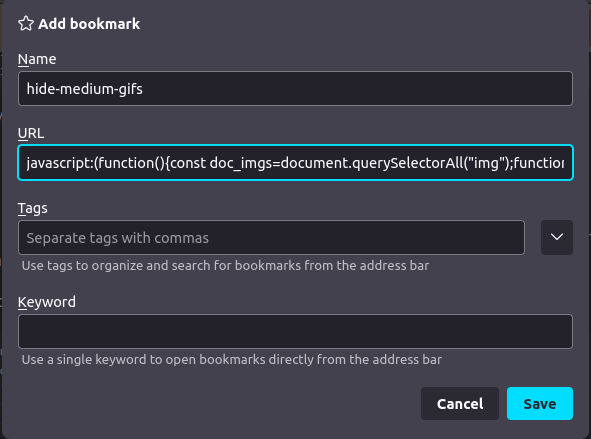 Add bookmark
Name
hide-medium-gifs
URL
javascript:(function(){const doc_imgs=document.querySelectorAll("img");function
Tags
Separate tags with commas
Use tags to organize and search for bookmarks from the address bar
Keyword
Use a single keyword to open bookmarks directly from the address bar
Cancel Save